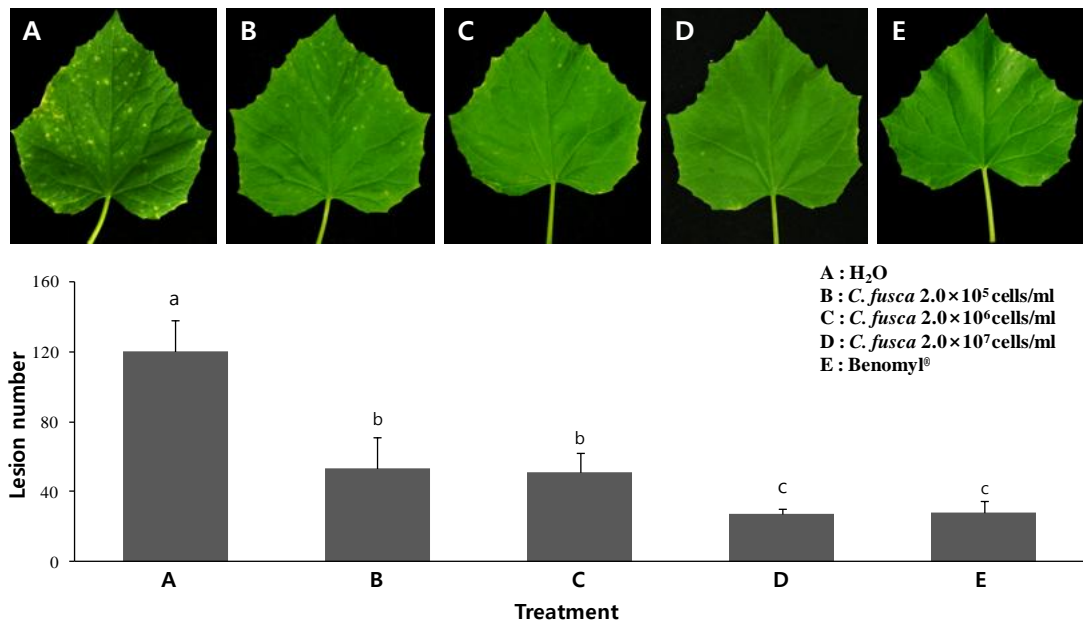 A
B
C
D
E
A : H₂O
B : C. fusca 2.0×10⁵ cells/ml
C : C. fusca 2.0×10⁶ cells/ml
D : C. fusca 2.0×10⁷ cells/ml
E : Benomyl®
Lesion number
160
120
80
40
0
a
b
b
c
c
A
B
C
D
E
Treatment